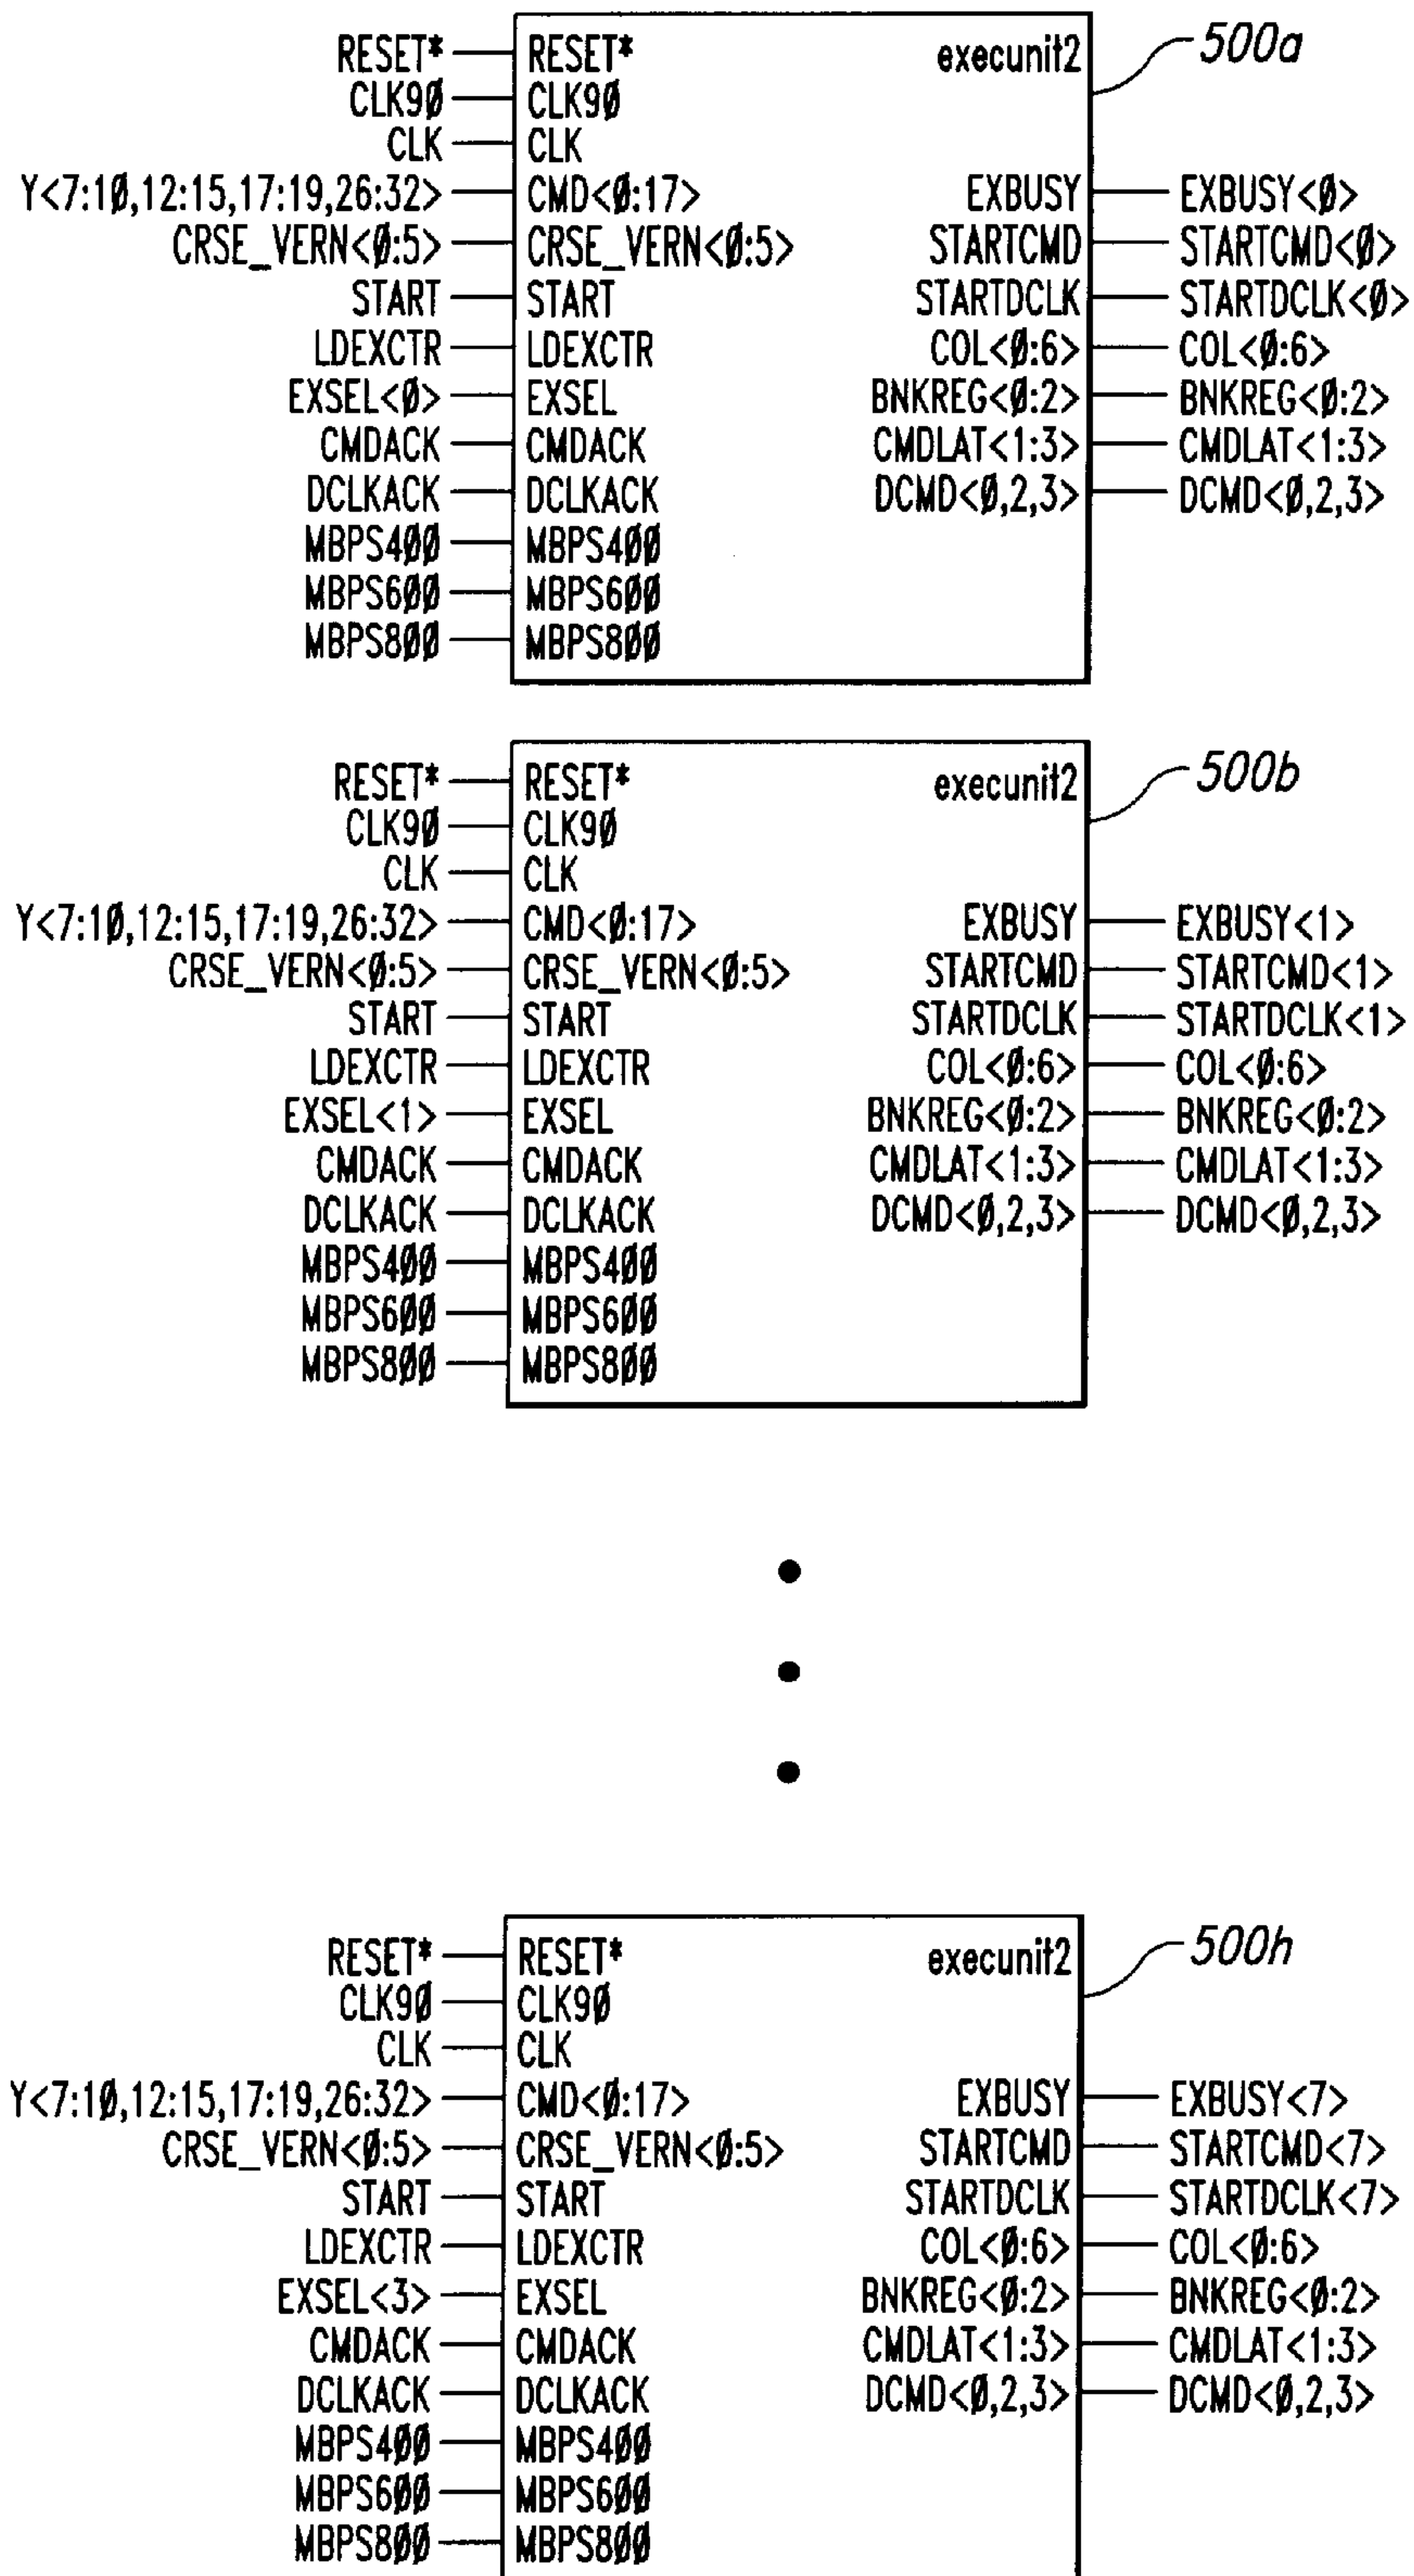 RESET* RESET* execunit2 500a
CLK9Ø CLK9Ø
CLK CLK
Y<7:1Ø,12:15,17:19,26:32> CMD<Ø:17> EXBUSY EXBUSY<Ø>
CRSE_VERN<Ø:5> CRSE_VERN<Ø:5> STARTCMD STARTCMD<Ø>
START START STARTDCLK STARTDCLK<Ø>
LDEXCTR LDEXCTR COL<Ø:6> COL<Ø:6>
EXSEL<Ø> EXSEL BNKREG<Ø:2> BNKREG<Ø:2>
CMDACK CMDACK CMDLAT<1:3> CMDLAT<1:3>
DCLKACK DCLKACK DCMD<Ø,2,3> DCMD<Ø,2,3>
MBPS4ØØ MBPS4ØØ
MBPS6ØØ MBPS6ØØ
MBPS8ØØ MBPS8ØØ
RESET* RESET* execunit2 500b
CLK9Ø CLK9Ø
CLK CLK
Y<7:1Ø,12:15,17:19,26:32> CMD<Ø:17> EXBUSY EXBUSY<1>
CRSE_VERN<Ø:5> CRSE_VERN<Ø:5> STARTCMD STARTCMD<1>
START START STARTDCLK STARTDCLK<1>
LDEXCTR LDEXCTR COL<Ø:6> COL<Ø:6>
EXSEL<1> EXSEL BNKREG<Ø:2> BNKREG<Ø:2>
CMDACK CMDACK CMDLAT<1:3> CMDLAT<1:3>
DCLKACK DCLKACK DCMD<Ø,2,3> DCMD<Ø,2,3>
MBPS4ØØ MBPS4ØØ
MBPS6ØØ MBPS6ØØ
MBPS8ØØ MBPS8ØØ
RESET* RESET* execunit2 500h
CLK9Ø CLK9Ø
CLK CLK
Y<7:1Ø,12:15,17:19,26:32> CMD<Ø:17> EXBUSY EXBUSY<7>
CRSE_VERN<Ø:5> CRSE_VERN<Ø:5> STARTCMD STARTCMD<7>
START START STARTDCLK STARTDCLK<7>
LDEXCTR LDEXCTR COL<Ø:6> COL<Ø:6>
EXSEL<3> EXSEL BNKREG<Ø:2> BNKREG<Ø:2>
CMDACK CMDACK CMDLAT<1:3> CMDLAT<1:3>
DCLKACK DCLKACK DCMD<Ø,2,3> DCMD<Ø,2,3>
MBPS4ØØ MBPS4ØØ
MBPS6ØØ MBPS6ØØ
MBPS8ØØ MBPS8ØØ